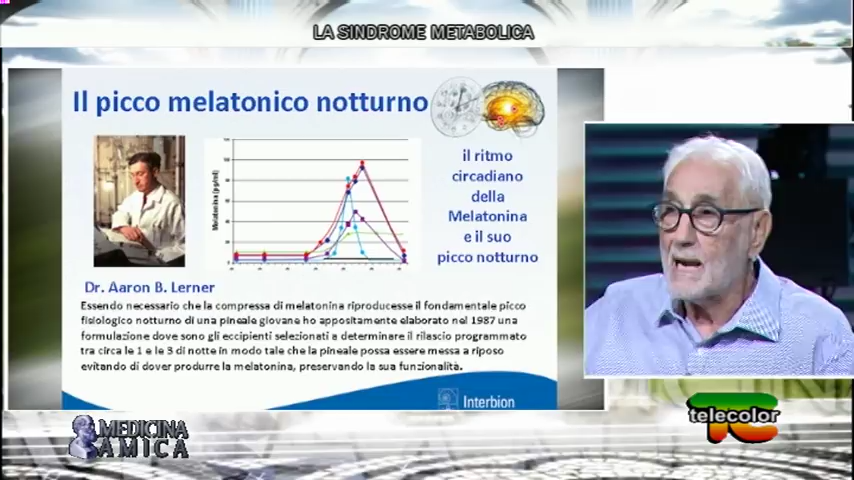 LA SINDROME METABOLICA
Il picco melatonico notturno
il ritmo
circadiano
della
Melatonina
e il suo
picco notturno
Melatonina (pg/ml)
Dr. Aaron B. Lerner
Essendo necessario che la compressa di melatonina riproducesse il fondamentale picco
fisiologico notturno di una pineale giovane ho appositamente elaborato nel 1987 una
formulazione dove sono gli eccipienti selezionati a determinare il rilascio programmato
tra circa le 1 e le 3 di notte in modo tale che la pineale possa essere messa a riposo
evitando di dover produrre la melatonina, preservando la sua funzionalità.
Interbion
MEDICINA
AMICA
telecolor